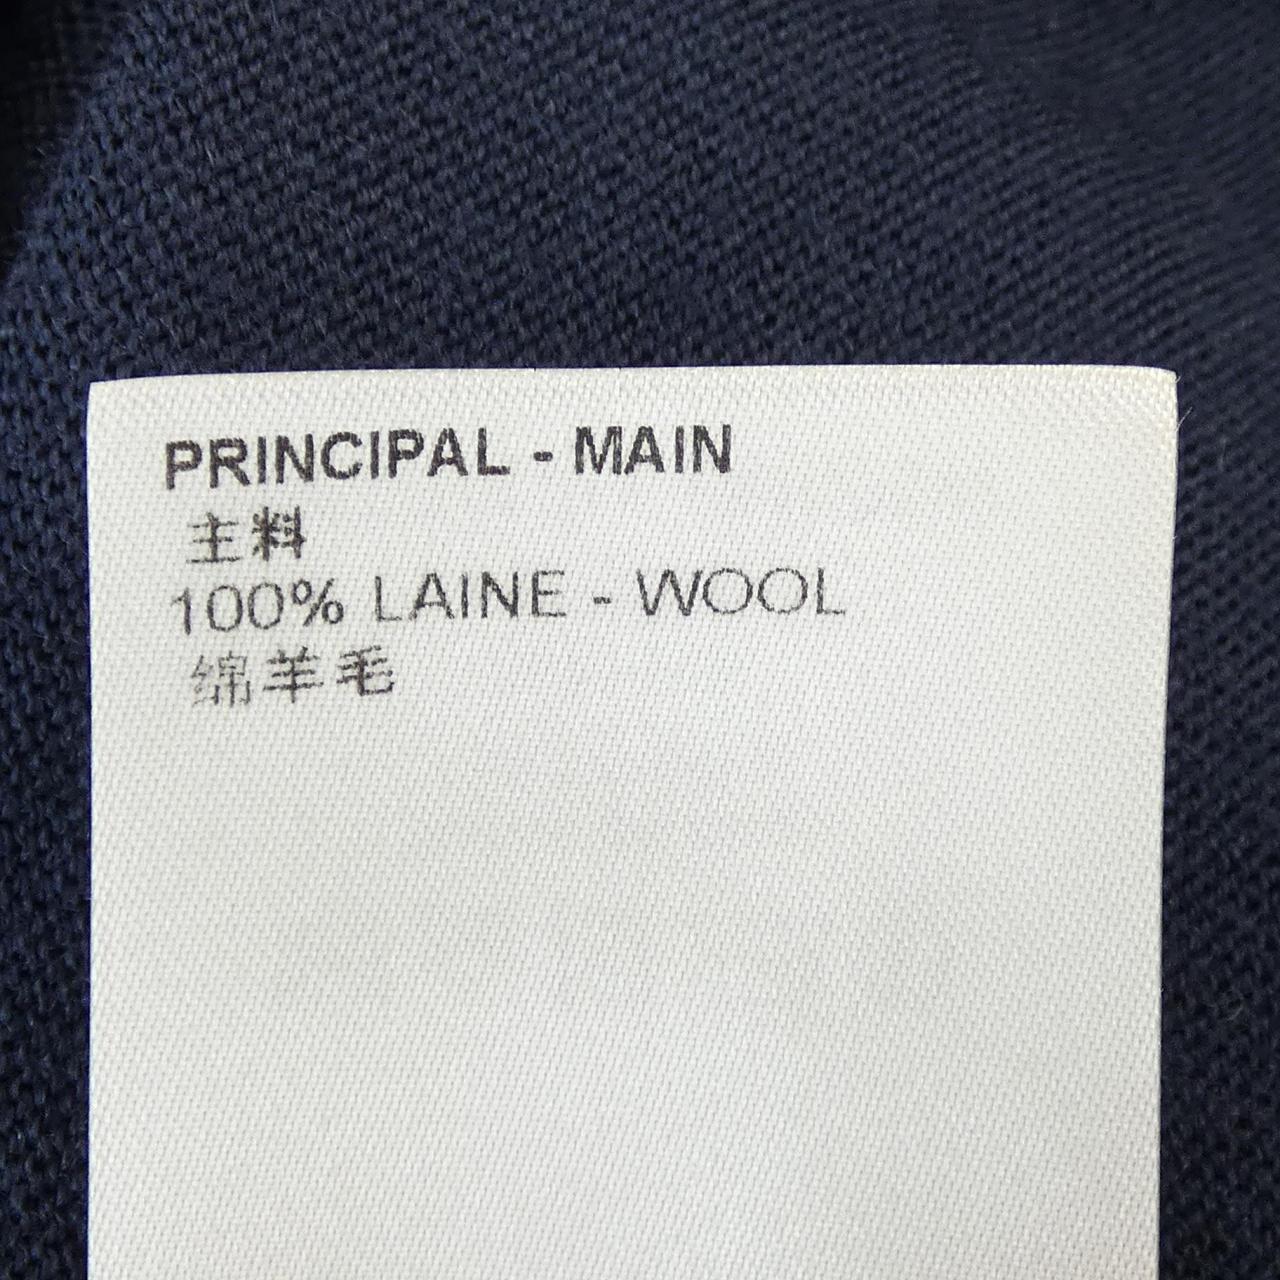 PRINCIPAL - MAIN
主料
100% LAINE - WOOL
绵羊毛